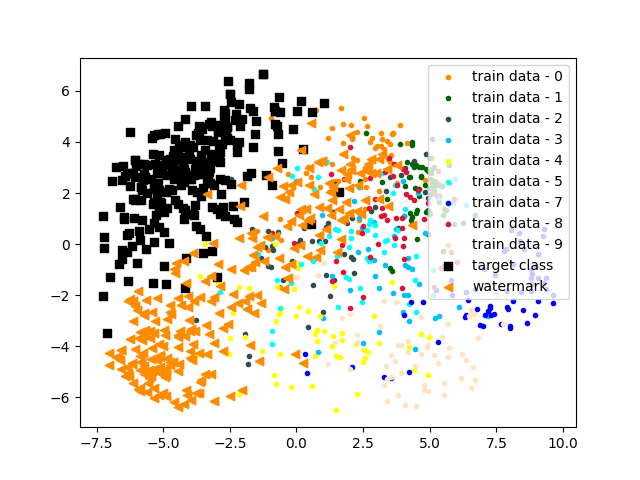 train data - 0
train data - 1
train data - 2
train data - 3
train data - 4
train data - 5
train data - 7
train data - 8
train data - 9
target class
watermark
6
4
2
0
−2
−4
−6
−7.5 −5.0 −2.5 0.0 2.5 5.0 7.5 10.0